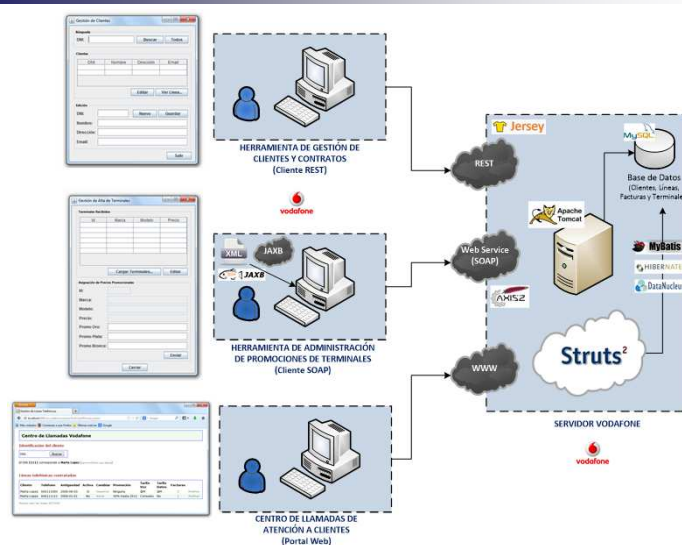 Gestión de Clientes
Búsqueda
DNI:
Buscar
Todos
Clientes
DNI Nombre Dirección Email
Editar
Ver Líneas...
Edición
DNI:
Nuevo
Guardar
Nombre:
Dirección:
Email:
Salir
HERRAMIENTA DE GESTIÓN DE
CLIENTES Y CONTRATOS
(Cliente REST)
vodafone
Gestión de Alta de Terminales
Terminales Recibidos
Id Marca Modelo Precio
Cargar Terminales...
Editar
Asignación de Precios Promocionales
Id:
Marca:
Modelo:
Precio:
Promo Oro:
Promo Plata:
Promo Bronce:
Enviar
Cerrar
XML
JAXB
JAXB
HERRAMIENTA DE ADMINISTRACIÓN
DE PROMOCIONES DE TERMINALES
(Cliente SOAP)
Centro de Llamadas Vodafone
Identificación del cliente
Buscar
Líneas telefónicas contratadas
Cliente Teléfono Antigüedad Activa Cambiar Promoción Tarifa Voz Tarifa Datos Facturas
CENTRO DE LLAMADAS DE
ATENCIÓN A CLIENTES
(Portal Web)
Jersey
REST
Web Service
(SOAP)
AXIS2
WWW
Apache
Tomcat
MySQL
Base de Datos
(Clientes, Líneas,
Facturas y Terminale
MyBatis
HIBERNATE
DataNucleu
Struts2
SERVIDOR VODAFONE
vodafone